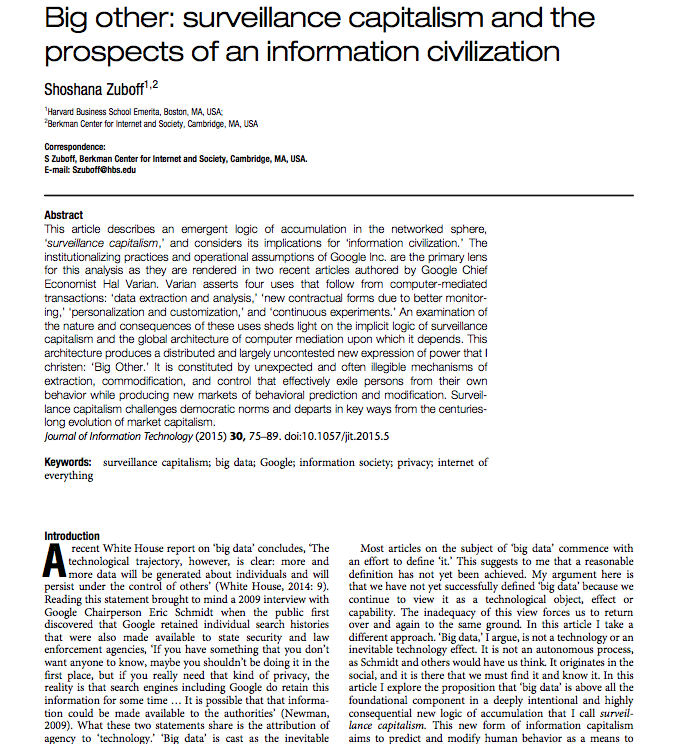 Big other: surveillance capitalism and the
prospects of an information civilization
Shoshana Zuboff1,2
1Harvard Business School Emerita, Boston, MA, USA;
2Berkman Center for Internet and Society, Cambridge, MA, USA
Correspondence:
S Zuboff, Berkman Center for Internet and Society, Cambridge, MA, USA.
E-mail: Szuboff@hbs.edu
Abstract
This article describes an emergent logic of accumulation in the networked sphere,
‘surveillance capitalism,’ and considers its implications for ‘information civilization.’ The
institutionalizing practices and operational assumptions of Google Inc. are the primary lens
for this analysis as they are rendered in two recent articles authored by Google Chief
Economist Hal Varian. Varian asserts four uses that follow from computer-mediated
transactions: ‘data extraction and analysis,’ ‘new contractual forms due to better monitor-
ing,’ ‘personalization and customization,’ and ‘continuous experiments.’ An examination of
the nature and consequences of these uses sheds light on the implicit logic of surveillance
capitalism and the global architecture of computer mediation upon which it depends. This
architecture produces a distributed and largely uncontested new expression of power that I
christen: ‘Big Other.’ It is constituted by unexpected and often illegible mechanisms of
extraction, commodification, and control that effectively exile persons from their own
behavior while producing new markets of behavioral prediction and modification. Surveil-
lance capitalism challenges democratic norms and departs in key ways from the centuries-
long evolution of market capitalism.
Journal of Information Technology (2015) 30, 75–89. doi:10.1057/jit.2015.5
Keywords: surveillance capitalism; big data; Google; information society; privacy; internet of
everything
Introduction
A recent White House report on ‘big data’ concludes, ‘The
technological trajectory, however, is clear: more and
more data will be generated about individuals and will
persist under the control of others’ (White House, 2014: 9).
Reading this statement brought to mind a 2009 interview with
Google Chairperson Eric Schmidt when the public first
discovered that Google retained individual search histories
that were also made available to state security and law
enforcement agencies, ‘If you have something that you don’t
want anyone to know, maybe you shouldn’t be doing it in the
first place, but if you really need that kind of privacy, the
reality is that search engines including Google do retain this
information for some time … It is possible that that informa-
tion could be made available to the authorities’ (Newman,
2009). What these two statements share is the attribution of
agency to ‘technology.’ ‘Big data’ is cast as the inevitable
Most articles on the subject of ‘big data’ commence with
an effort to define ‘it.’ This suggests to me that a reasonable
definition has not yet been achieved. My argument here is
that we have not yet successfully defined ‘big data’ because we
continue to view it as a technological object, effect or
capability. The inadequacy of this view forces us to return
over and again to the same ground. In this article I take a
different approach. ‘Big data,’ I argue, is not a technology or an
inevitable technology effect. It is not an autonomous process,
as Schmidt and others would have us think. It originates in the
social, and it is there that we must find it and know it. In this
article I explore the proposition that ‘big data’ is above all the
foundational component in a deeply intentional and highly
consequential new logic of accumulation that I call surveil-
lance capitalism. This new form of information capitalism
aims to predict and modify human behavior as a means to